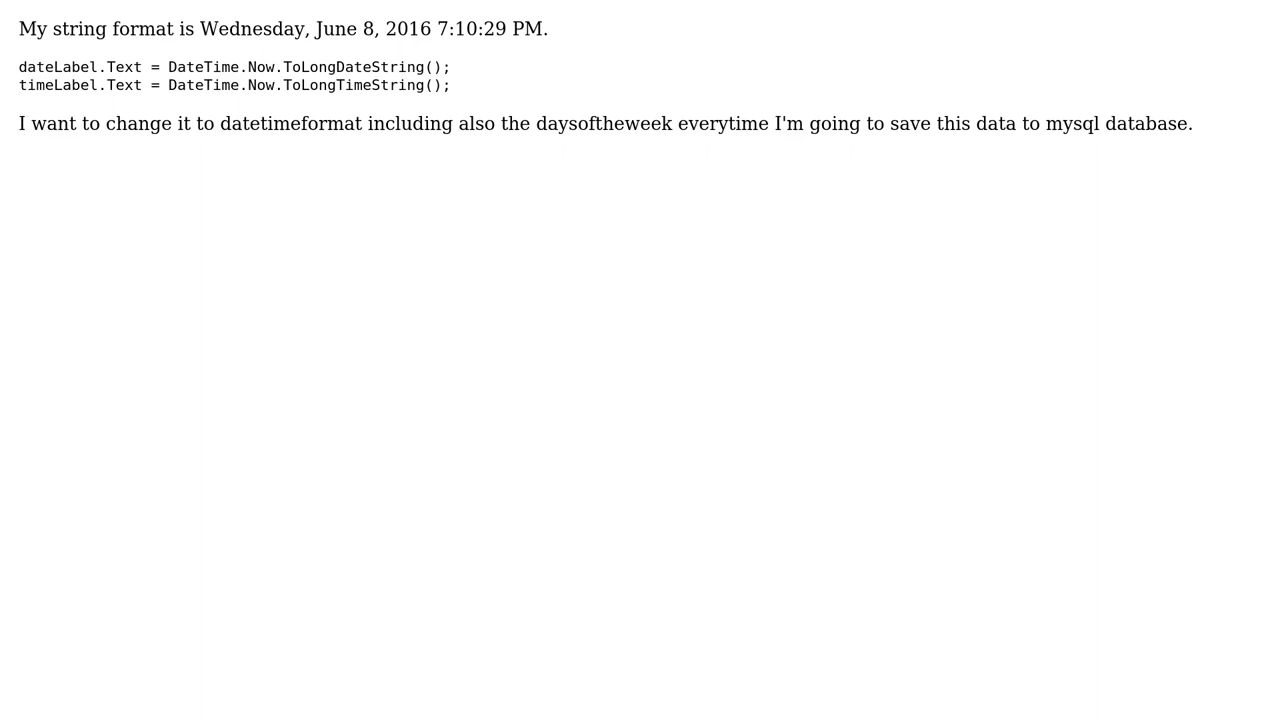 My string format is Wednesday, June 8, 2016 7:10:29 PM.
dateLabel.Text = DateTime.Now.ToLongDateString();
timeLabel.Text = DateTime.Now.ToLongTimeString();
I want to change it to datetimeformat including also the daysoftheweek everytime I'm going to save this data to mysql database.